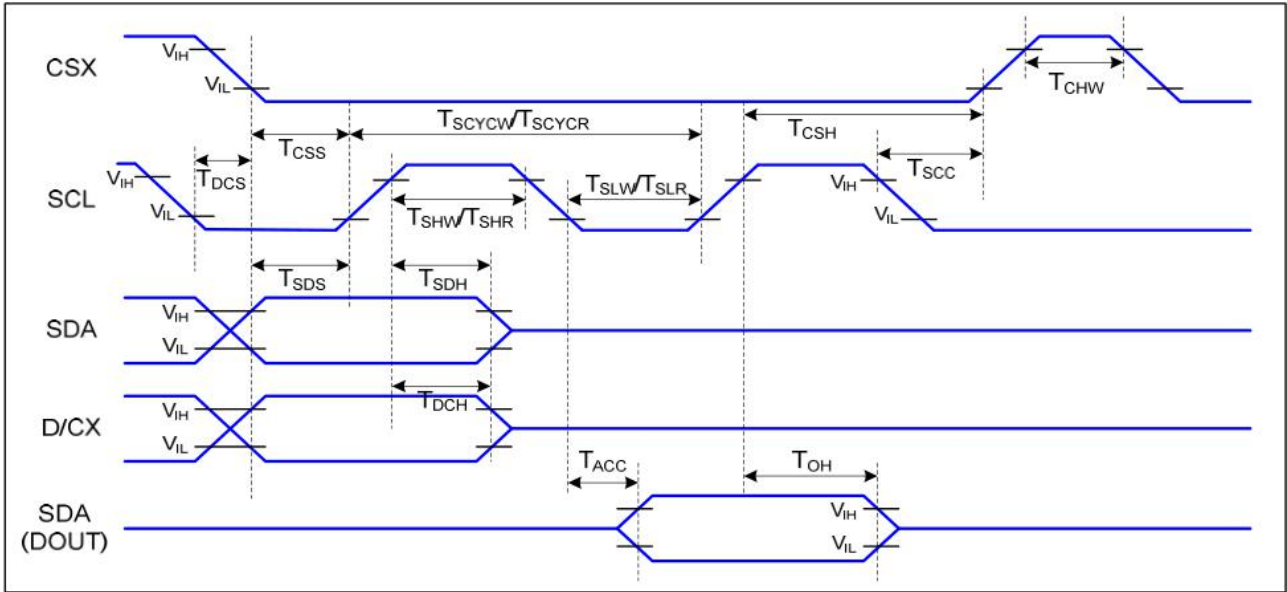 CSX
VIH
VIL
TCHW
TSCYCW/TSCYCR
TCSS
TCSH
TDCS
TSCC
SCL
VIH
VIL
TSLW/TSLR
VIH
VIL
TSHW/TSHR
TSDS
TSDH
SDA
VIH
VIL
TDCH
D/CX
VIH
VIL
TACC
TOH
SDA
(DOUT)
VIH
VIL